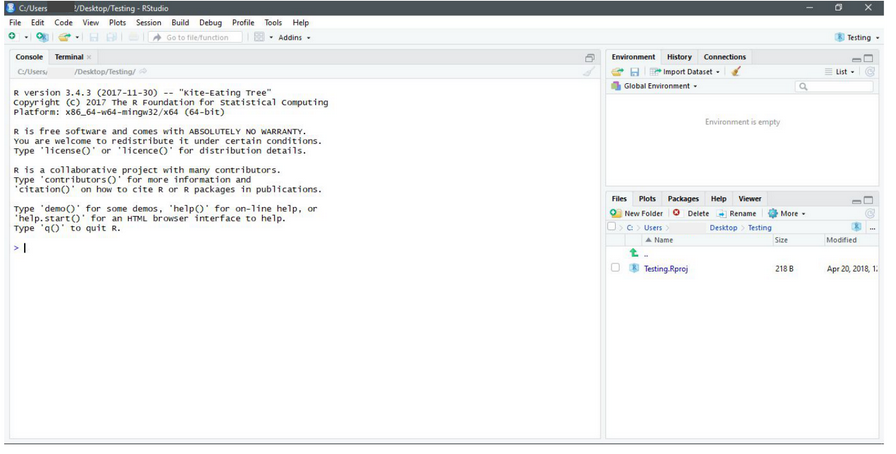 C:/Users /Desktop/Testing - RStudio
File Edit Code View Plots Session Build Debug Profile Tools Help
Go to file/function Addins Testing
Console Terminal
C:/Users/ /Desktop/Testing/
R version 3.4.3 (2017-11-30) -- "Kite-Eating Tree"
Copyright (C) 2017 The R Foundation for Statistical Computing
Platform: x86_64-w64-mingw32/x64 (64-bit)
R is free software and comes with ABSOLUTELY NO WARRANTY.
You are welcome to redistribute it under certain conditions.
Type 'license()' or 'licence()' for distribution details.
R is a collaborative project with many contributors.
Type 'contributors()' for more information and
'citation()' on how to cite R or R packages in publications.
Type 'demo()' for some demos, 'help()' for on-line help, or
'help.start()' for an HTML browser interface to help.
Type 'q()' to quit R.
>
Environment History Connections
Import Dataset List
Global Environment
Environment is empty
Files Plots Packages Help Viewer
New Folder Delete Rename More
C: Users Desktop Testing ...
Name Size Modified
..
Testing.Rproj 218 B Apr 20, 2018, 1